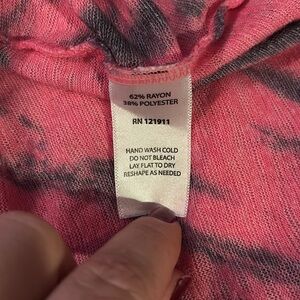 62% RAYON
38% POLYESTER
RN 121911
HAND WASH COLD
DO NOT BLEACH
LAY FLAT TO DRY
RESHAPE AS NEEDED